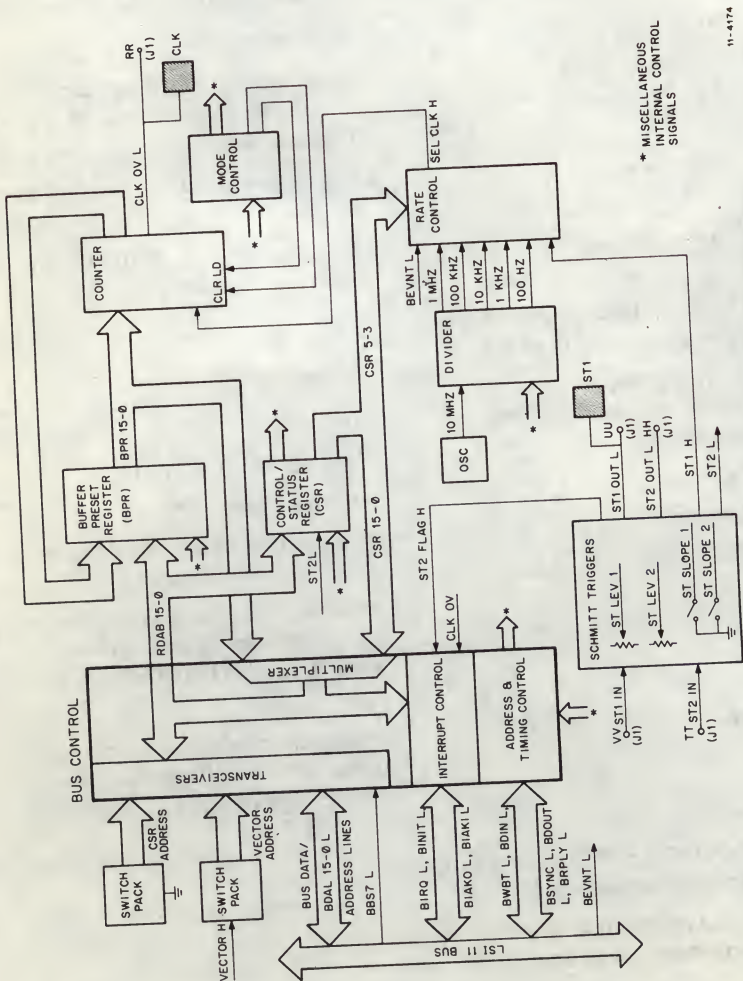 RR
(J1)
CLK
CLK OV L
*
MODE
CONTROL
*
COUNTER
CLR LD
SEL CLK H
BPR 15-0
BUFFER
PRESET
REGISTER
(BPR)
*
*
CONTROL/
STATUS
REGISTER
(CSR)
ST2 L
*
RDAB 15-0
CSR 5-3
CSR 15-0
RATE
CONTROL
BEVNT L
1 MHZ
100 KHZ
10 KHZ
1 KHZ
100 HZ
DIVIDER
*
10 MHZ
OSC
* MISCELLANEOUS
INTERNAL CONTROL
SIGNALS
BUS CONTROL
TRANSCEIVERS
MULTIPLEXER
INTERRUPT CONTROL
ADDRESS &
TIMING CONTROL
*
*
ST2 FLAG H
CLK OV
ST1
ST1 OUT L
UU
(J1)
ST2 OUT L
HH
(J1)
ST1 H
ST2 L
SCHMITT TRIGGERS
ST LEV 1
ST LEV 2
ST SLOPE 1
ST SLOPE 2
VV
(J1)
ST1 IN
TT
(J1)
ST2 IN
SWITCH
PACK
CSR
ADDRESS
VECTOR H
SWITCH
PACK
VECTOR
ADDRESS
BUS DATA/
BDAL 15-0 L
ADDRESS LINES
BBS7 L
BIRQ L, BINIT L
BIAKO L, BIAKI L
BWBT L, BDIN L
BSYNC L, BDOUT
L, BRPLY L
BEVNT L
LSI 11 BUS
11-4174